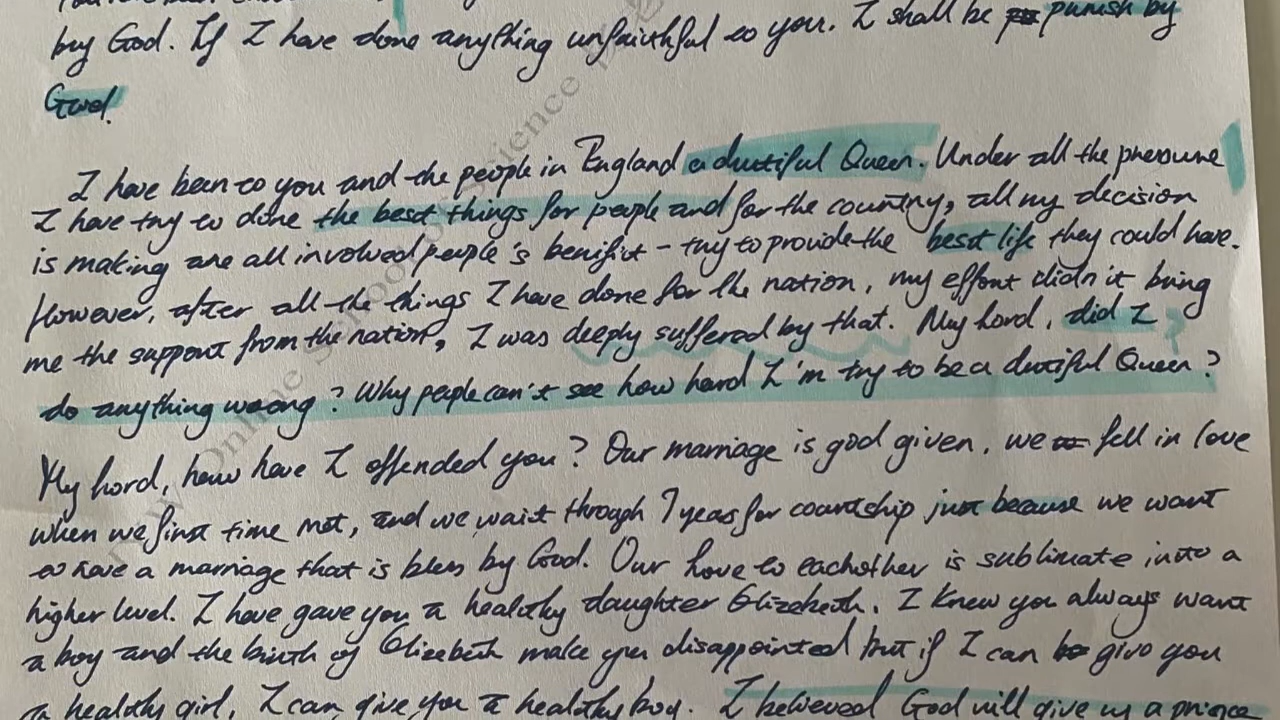 by God. If I have done anything unfaithful to you. I shall be punish by
God.
I have been to you and the people in England a dutiful Queen. Under all the pressure
I have try to done the best things for people and for the country, all my decision
is making are all involved people's benifit - try to provide the best life they could have.
However, after all the things I have done for the nation, my effort didn't bring
me the support from the nation, I was deeply suffered by that. My lord, did I
do anything wrong? Why people can't see how hard I'm try to be a dutiful Queen?
My lord, how have I offended you? Our marriage is god given, we fell in love
when we first time met, and we wait through 7 years for courtship just because we want
to have a marriage that is bless by God. Our love to eachother is sublimate into a
higher level. I have gave you a healthy daughter Elizebeth. I knew you always want
a boy and the birth of Elizebeth make you disappointed but if I can give you
a healthy girl, I can give you a healthy boy. I believed God will give us a prince
Online School of Science